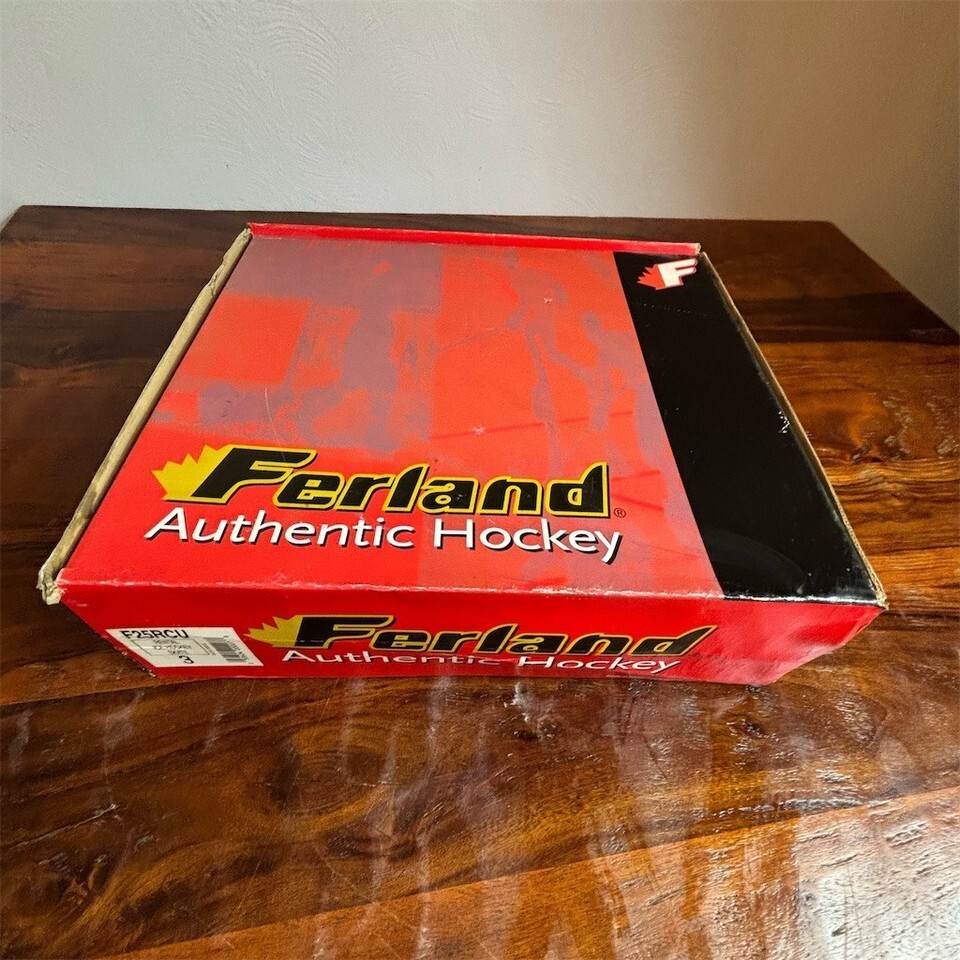 F
Ferland®
Authentic Hockey
F25RCU
3
Ferland
Authentic Hockey